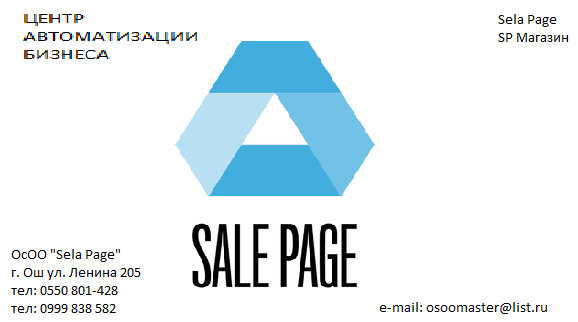 ЦЕНТР
АВТОМАТИЗАЦИИ
БИЗНЕСА
Sela Page
SP Магазин
SALE PAGE
ОсОО "Sela Page"
г. Ош ул. Ленина 205
тел: 0550 801-428
тел: 0999 838 582
e-mail: osoomaster@list.ru